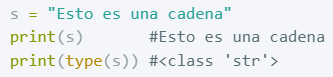 s = "Esto es una cadena"
print(s)       #Esto es una cadena
print(type(s)) #<class 'str'>